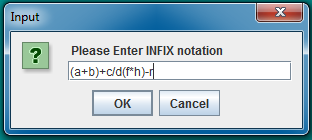 Input
?
Please Enter INFIX notation
(a+b)+c/d(f*h)-r
OK Cancel